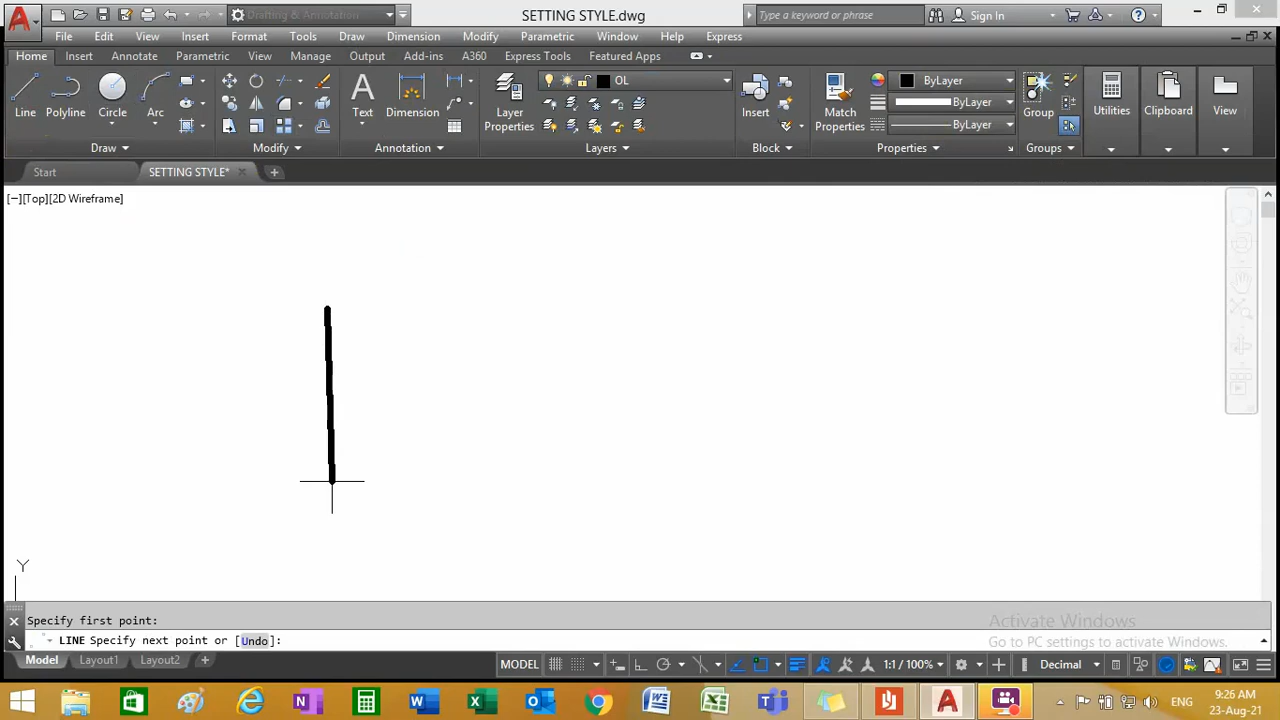 Drafting & Annotation
SETTING STYLE.dwg
Type a keyword or phrase
Sign In
File Edit View Insert Format Tools Draw Dimension Modify Parametric Window Help Express
Home Insert Annotate Parametric View Manage Output Add-ins A360 Express Tools Featured Apps
OL
ByLayer
ByLayer
ByLayer
Line Polyline Circle Arc
Text Dimension
Layer Properties
Insert
Match Properties
Group
Utilities
Clipboard
View
Draw Modify Annotation Layers Block Properties Groups
Start SETTING STYLE*
[−][Top][2D Wireframe]
Y
Specify first point:
LINE Specify next point or [Undo]:
Activate Windows
Go to PC settings to activate Windows.
Model Layout1 Layout2
MODEL 1:1 / 100% Decimal
ENG
9:26 AM
23-Aug-21